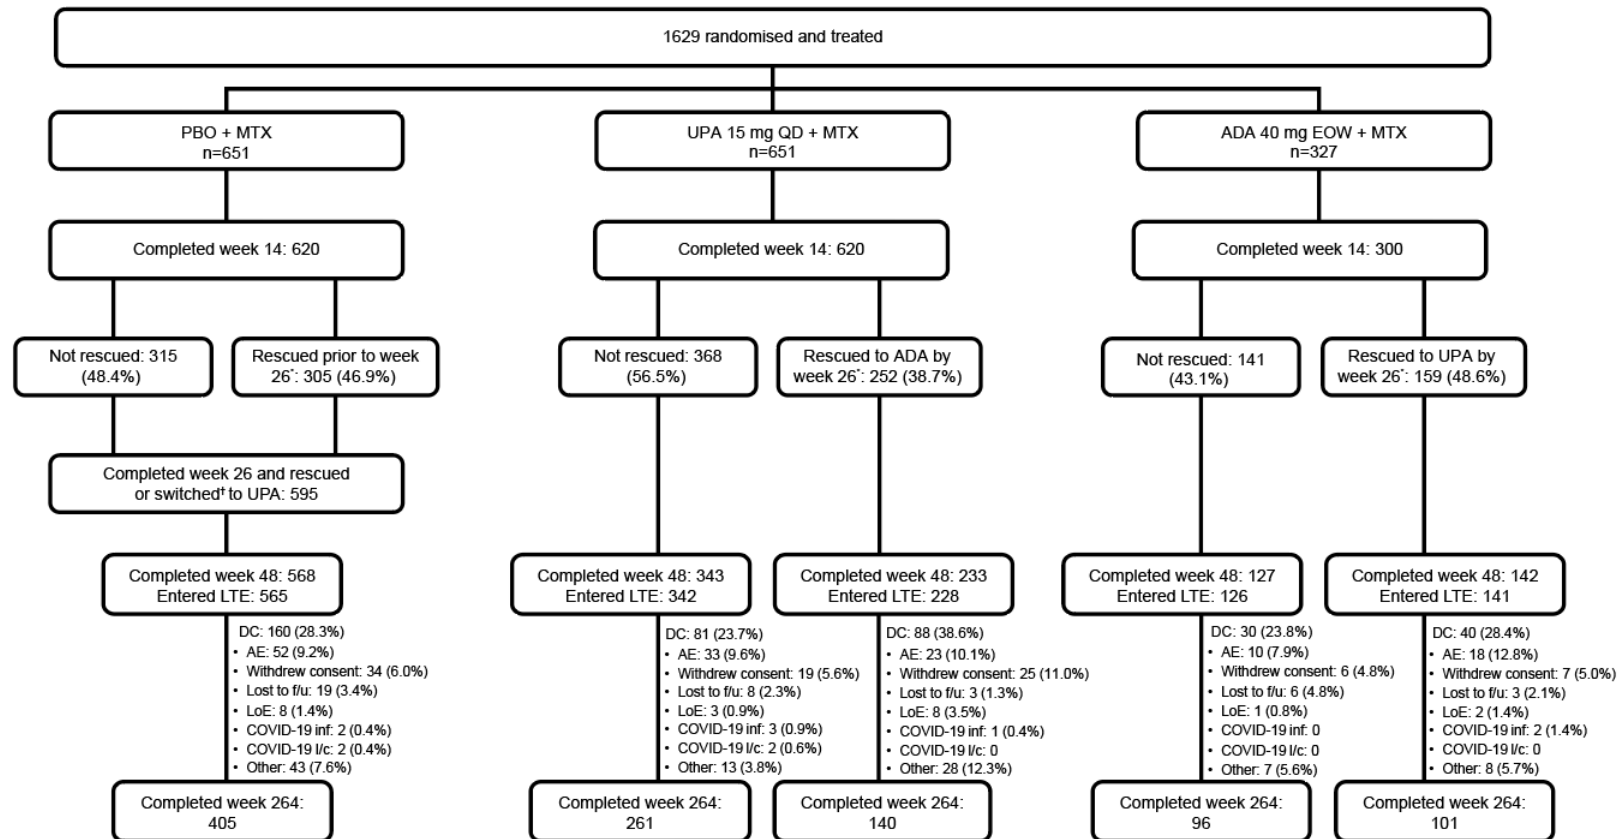 1629 randomised and treated
PBO + MTX
n=651
UPA 15 mg QD + MTX
n=651
ADA 40 mg EOW + MTX
n=327
Completed week 14: 620
Completed week 14: 620
Completed week 14: 300
Not rescued: 315
(48.4%)
Rescued prior to week
26*: 305 (46.9%)
Not rescued: 368
(56.5%)
Rescued to ADA by
week 26*: 252 (38.7%)
Not rescued: 141
(43.1%)
Rescued to UPA by
week 26*: 159 (48.6%)
Completed week 26 and rescued
or switched† to UPA: 595
Completed week 48: 568
Entered LTE: 565
Completed week 48: 343
Entered LTE: 342
Completed week 48: 233
Entered LTE: 228
Completed week 48: 127
Entered LTE: 126
Completed week 48: 142
Entered LTE: 141
DC: 160 (28.3%)
• AE: 52 (9.2%)
• Withdrew consent: 34 (6.0%)
• Lost to f/u: 19 (3.4%)
• LoE: 8 (1.4%)
• COVID-19 inf: 2 (0.4%)
• COVID-19 l/c: 2 (0.4%)
• Other: 43 (7.6%)
DC: 81 (23.7%)
• AE: 33 (9.6%)
• Withdrew consent: 19 (5.6%)
• Lost to f/u: 8 (2.3%)
• LoE: 3 (0.9%)
• COVID-19 inf: 3 (0.9%)
• COVID-19 l/c: 2 (0.6%)
• Other: 13 (3.8%)
DC: 88 (38.6%)
• AE: 23 (10.1%)
• Withdrew consent: 25 (11.0%)
• Lost to f/u: 3 (1.3%)
• LoE: 8 (3.5%)
• COVID-19 inf: 1 (0.4%)
• COVID-19 l/c: 0
• Other: 28 (12.3%)
DC: 30 (23.8%)
• AE: 10 (7.9%)
• Withdrew consent: 6 (4.8%)
• Lost to f/u: 6 (4.8%)
• LoE: 1 (0.8%)
• COVID-19 inf: 0
• COVID-19 l/c: 0
• Other: 7 (5.6%)
DC: 40 (28.4%)
• AE: 18 (12.8%)
• Withdrew consent: 7 (5.0%)
• Lost to f/u: 3 (2.1%)
• LoE: 2 (1.4%)
• COVID-19 inf: 2 (1.4%)
• COVID-19 l/c: 0
• Other: 8 (5.7%)
Completed week 264:
405
Completed week 264:
261
Completed week 264:
140
Completed week 264:
96
Completed week 264:
101